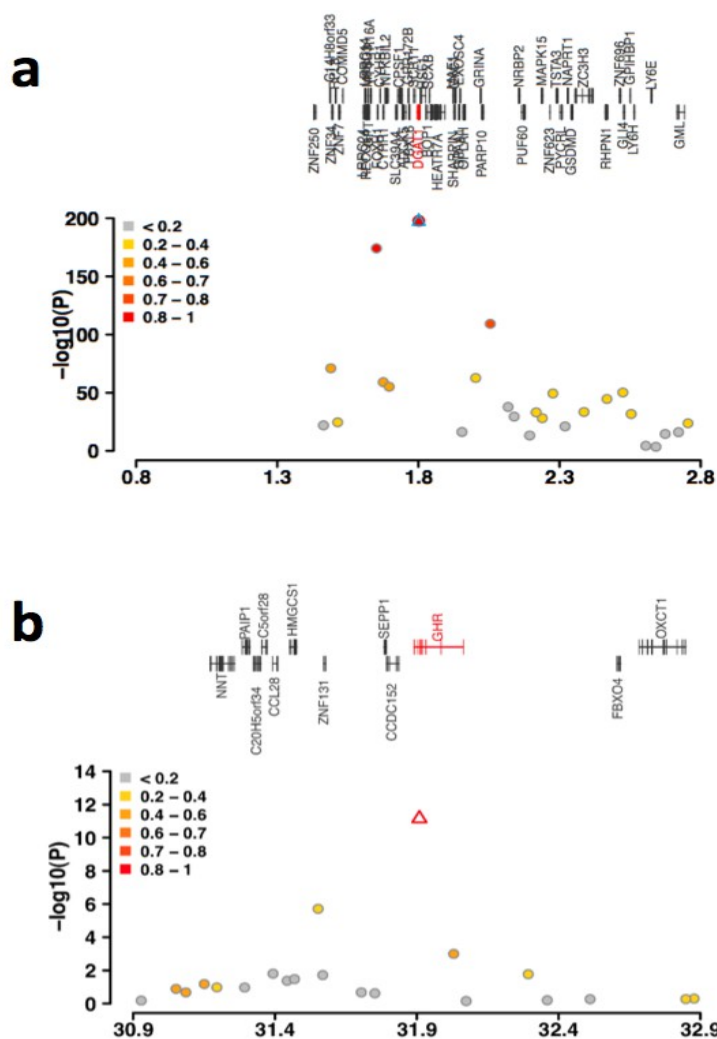 a
COMMD5
CPSF1
EXOSC4
GRINA
NRBP2
MAPK15
TSTA3
NAPRT1
ZC3H3
ZNF696
GPIHBP1
LY6E
ZNF250
ZNF34
ZNF7
DGAT1
BOP1
HEATR7A
SHARPIN
PARP10
PUF60
ZNF623
PYCRL
GSDMD
RHPN1
GLI4
LY6H
GML
200
150
100
50
0
−log10(P)
< 0.2
0.2 – 0.4
0.4 – 0.6
0.6 – 0.7
0.7 – 0.8
0.8 – 1
0.8 1.3 1.8 2.3 2.8
b
PAIP1
C5orf28
HMGCS1
SEPP1
GHR
OXCT1
NNT
C20H5orf34
CCL28
ZNF131
CCDC152
FBXO4
14
12
10
8
6
4
2
0
−log10(P)
< 0.2
0.2 – 0.4
0.4 – 0.6
0.6 – 0.7
0.7 – 0.8
0.8 – 1
30.9 31.4 31.9 32.4 32.9